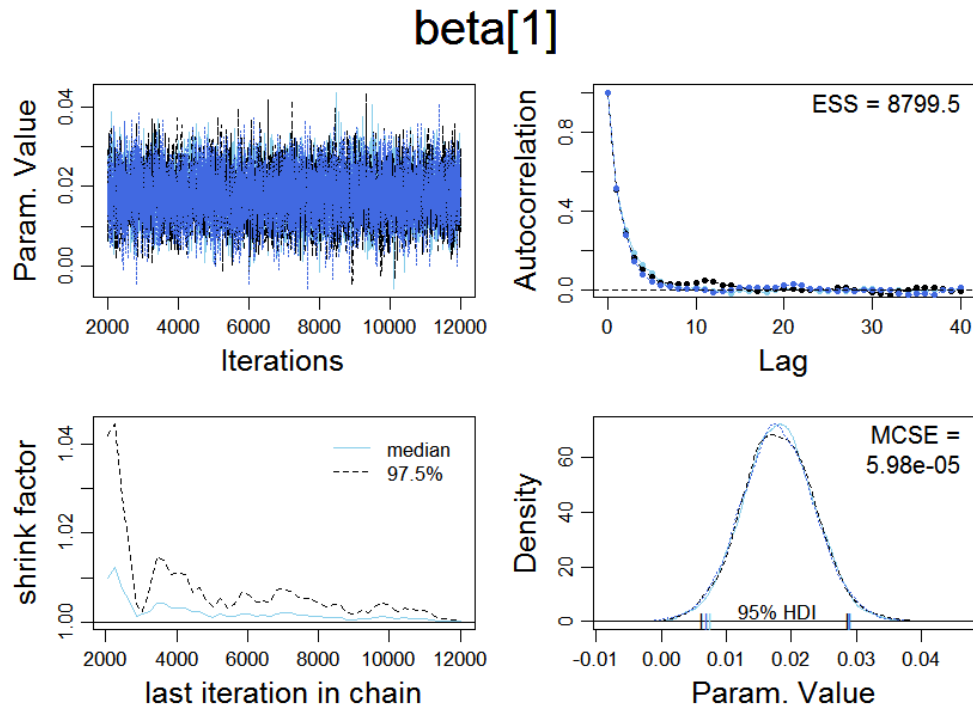 beta[1]
Param. Value
0.04
0.02
0.00
2000 4000 6000 8000 10000 12000
Iterations
Autocorrelation
0.8
0.4
0.0
ESS = 8799.5
0 10 20 30 40
Lag
shrink factor
1.04
1.02
1.00
median
97.5%
2000 4000 6000 8000 10000 12000
last iteration in chain
Density
60
40
20
0
MCSE =
5.98e-05
95% HDI
-0.01 0.00 0.01 0.02 0.03 0.04
Param. Value